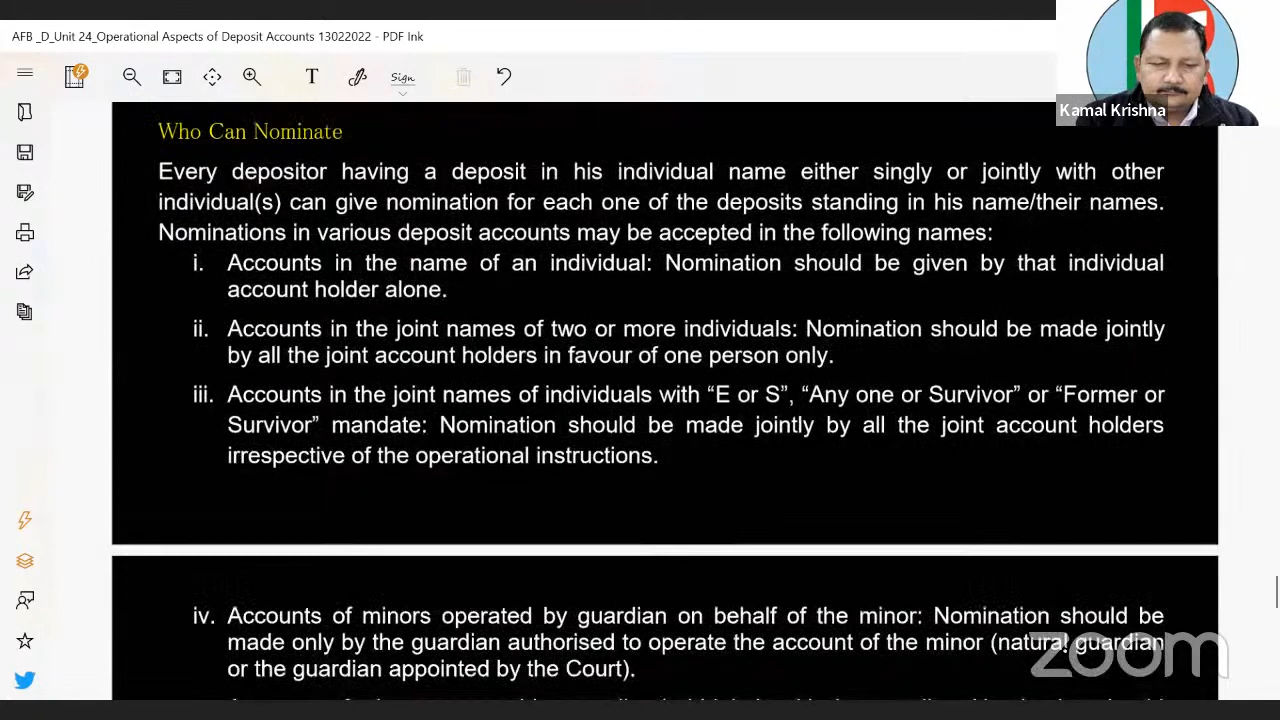 AFB _D_Unit 24_Operational Aspects of Deposit Accounts 13022022 - PDF Ink
T
Sign
Kamal Krishna
Who Can Nominate
Every depositor having a deposit in his individual name either singly or jointly with other
individual(s) can give nomination for each one of the deposits standing in his name/their names.
Nominations in various deposit accounts may be accepted in the following names:
i. Accounts in the name of an individual: Nomination should be given by that individual
account holder alone.
ii. Accounts in the joint names of two or more individuals: Nomination should be made jointly
by all the joint account holders in favour of one person only.
iii. Accounts in the joint names of individuals with “E or S”, “Any one or Survivor” or “Former or
Survivor” mandate: Nomination should be made jointly by all the joint account holders
irrespective of the operational instructions.
iv. Accounts of minors operated by guardian on behalf of the minor: Nomination should be
made only by the guardian authorised to operate the account of the minor (natural guardian
or the guardian appointed by the Court).
zoom